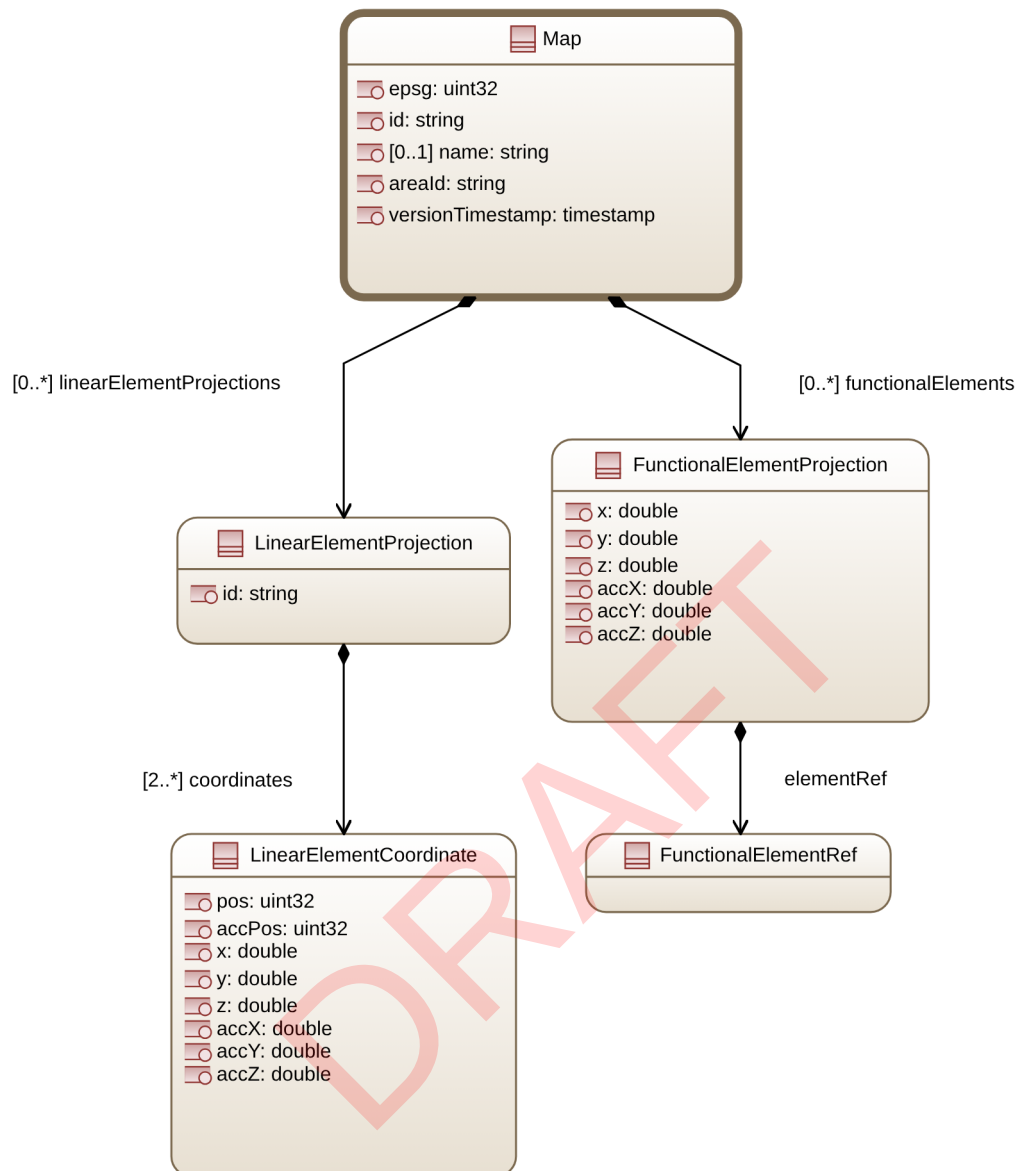 Map
epsg: uint32
id: string
[0..1] name: string
areaId: string
versionTimestamp: timestamp
[0..*] linearElementProjections
[0..*] functionalElements
FunctionalElementProjection
x: double
y: double
z: double
accX: double
accY: double
accZ: double
LinearElementProjection
id: string
[2..*] coordinates
elementRef
LinearElementCoordinate
pos: uint32
accPos: uint32
x: double
y: double
z: double
accX: double
accY: double
accZ: double
FunctionalElementRef
DRAFT